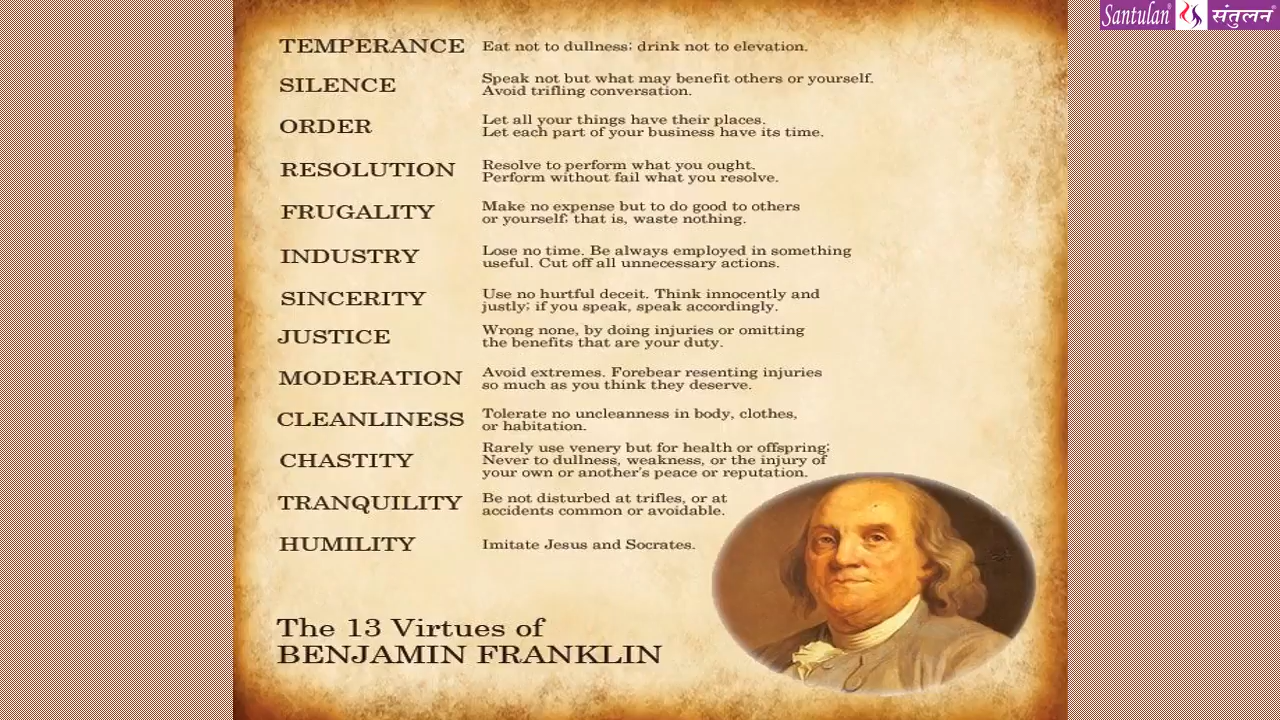 Santulan संतुलन
TEMPERANCE Eat not to dullness; drink not to elevation.
SILENCE Speak not but what may benefit others or yourself.
Avoid trifling conversation.
ORDER Let all your things have their places.
Let each part of your business have its time.
RESOLUTION Resolve to perform what you ought.
Perform without fail what you resolve.
FRUGALITY Make no expense but to do good to others
or yourself; that is, waste nothing.
INDUSTRY Lose no time. Be always employed in something
useful. Cut off all unnecessary actions.
SINCERITY Use no hurtful deceit. Think innocently and
justly; if you speak, speak accordingly.
JUSTICE Wrong none, by doing injuries or omitting
the benefits that are your duty.
MODERATION Avoid extremes. Forebear resenting injuries
so much as you think they deserve.
CLEANLINESS Tolerate no uncleanness in body, clothes,
or habitation.
CHASTITY Rarely use venery but for health or offspring;
Never to dullness, weakness, or the injury of
your own or another's peace or reputation.
TRANQUILITY Be not disturbed at trifles, or at
accidents common or avoidable.
HUMILITY Imitate Jesus and Socrates.
The 13 Virtues of
BENJAMIN FRANKLIN